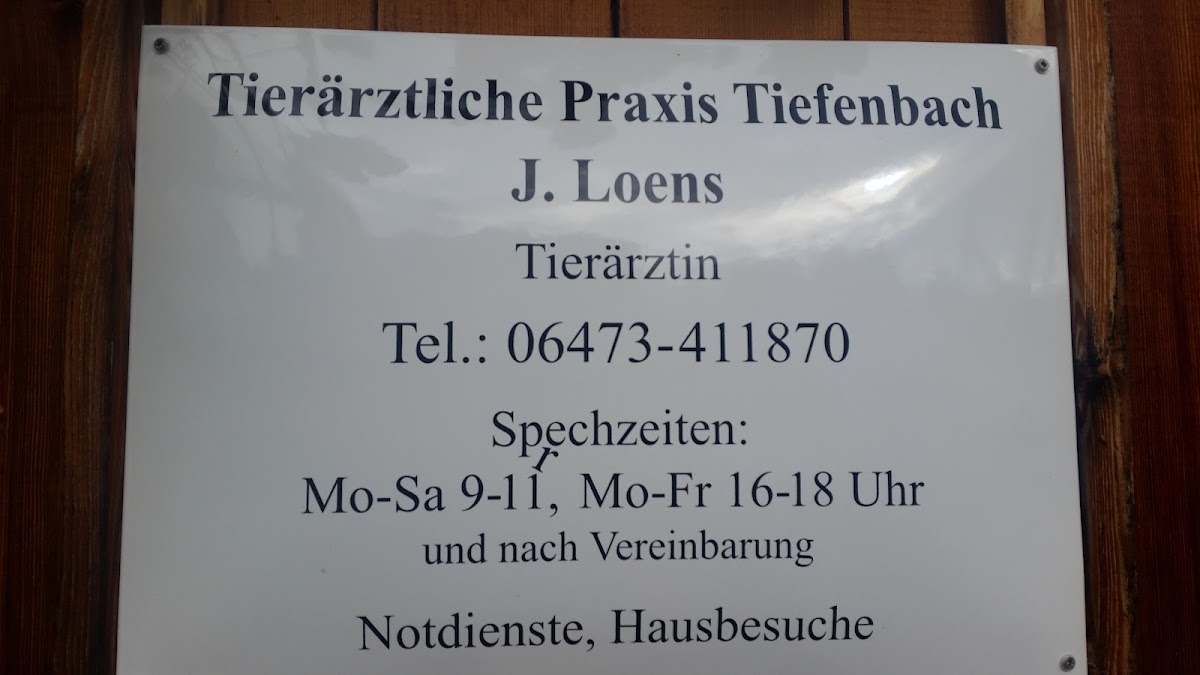 Tierärztliche Praxis Tiefenbach
J. Loens
Tierärztin
Tel.: 06473-411870
Sprechzeiten:
Mo-Sa 9-11, Mo-Fr 16-18 Uhr
und nach Vereinbarung
Notdienste, Hausbesuche